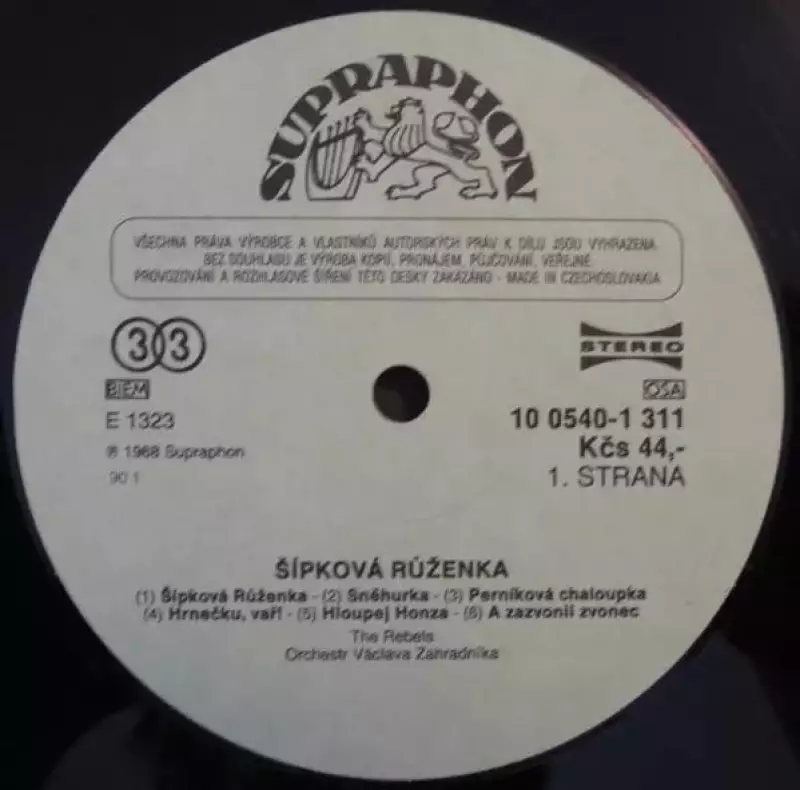 SUPRAPHON
VŠECHNA PRÁVA VÝROBCE A VLASTNÍKŮ AUTORSKÝCH PRÁV K DÍLU JSOU VYHRAZENA.
BEZ SOUHLASU JE VÝROBA KOPIÍ, PRONÁJEM, PŮJČOVÁNÍ, VEŘEJNÉ
PROVOZOVÁNÍ A ROZHLASOVÉ ŠÍŘENÍ TÉTO DESKY ZAKÁZÁNO - MADE IN CZECHOSLOVAKIA
33
STEREO
BIEM
OSA
E 1323
10 0540-1 311
℗ 1968 Supraphon
Kčs 44,-
90 1
1. STRANA
ŠÍPKOVÁ RŮŽENKA
(1) Šípková Růženka - (2) Sněhurka - (3) Perníková chaloupka
(4) Hrnečku, vař! - (5) Hloupej Honza - (6) A zazvonil zvonec
The Rebels
Orchestr Václava Zahradníka